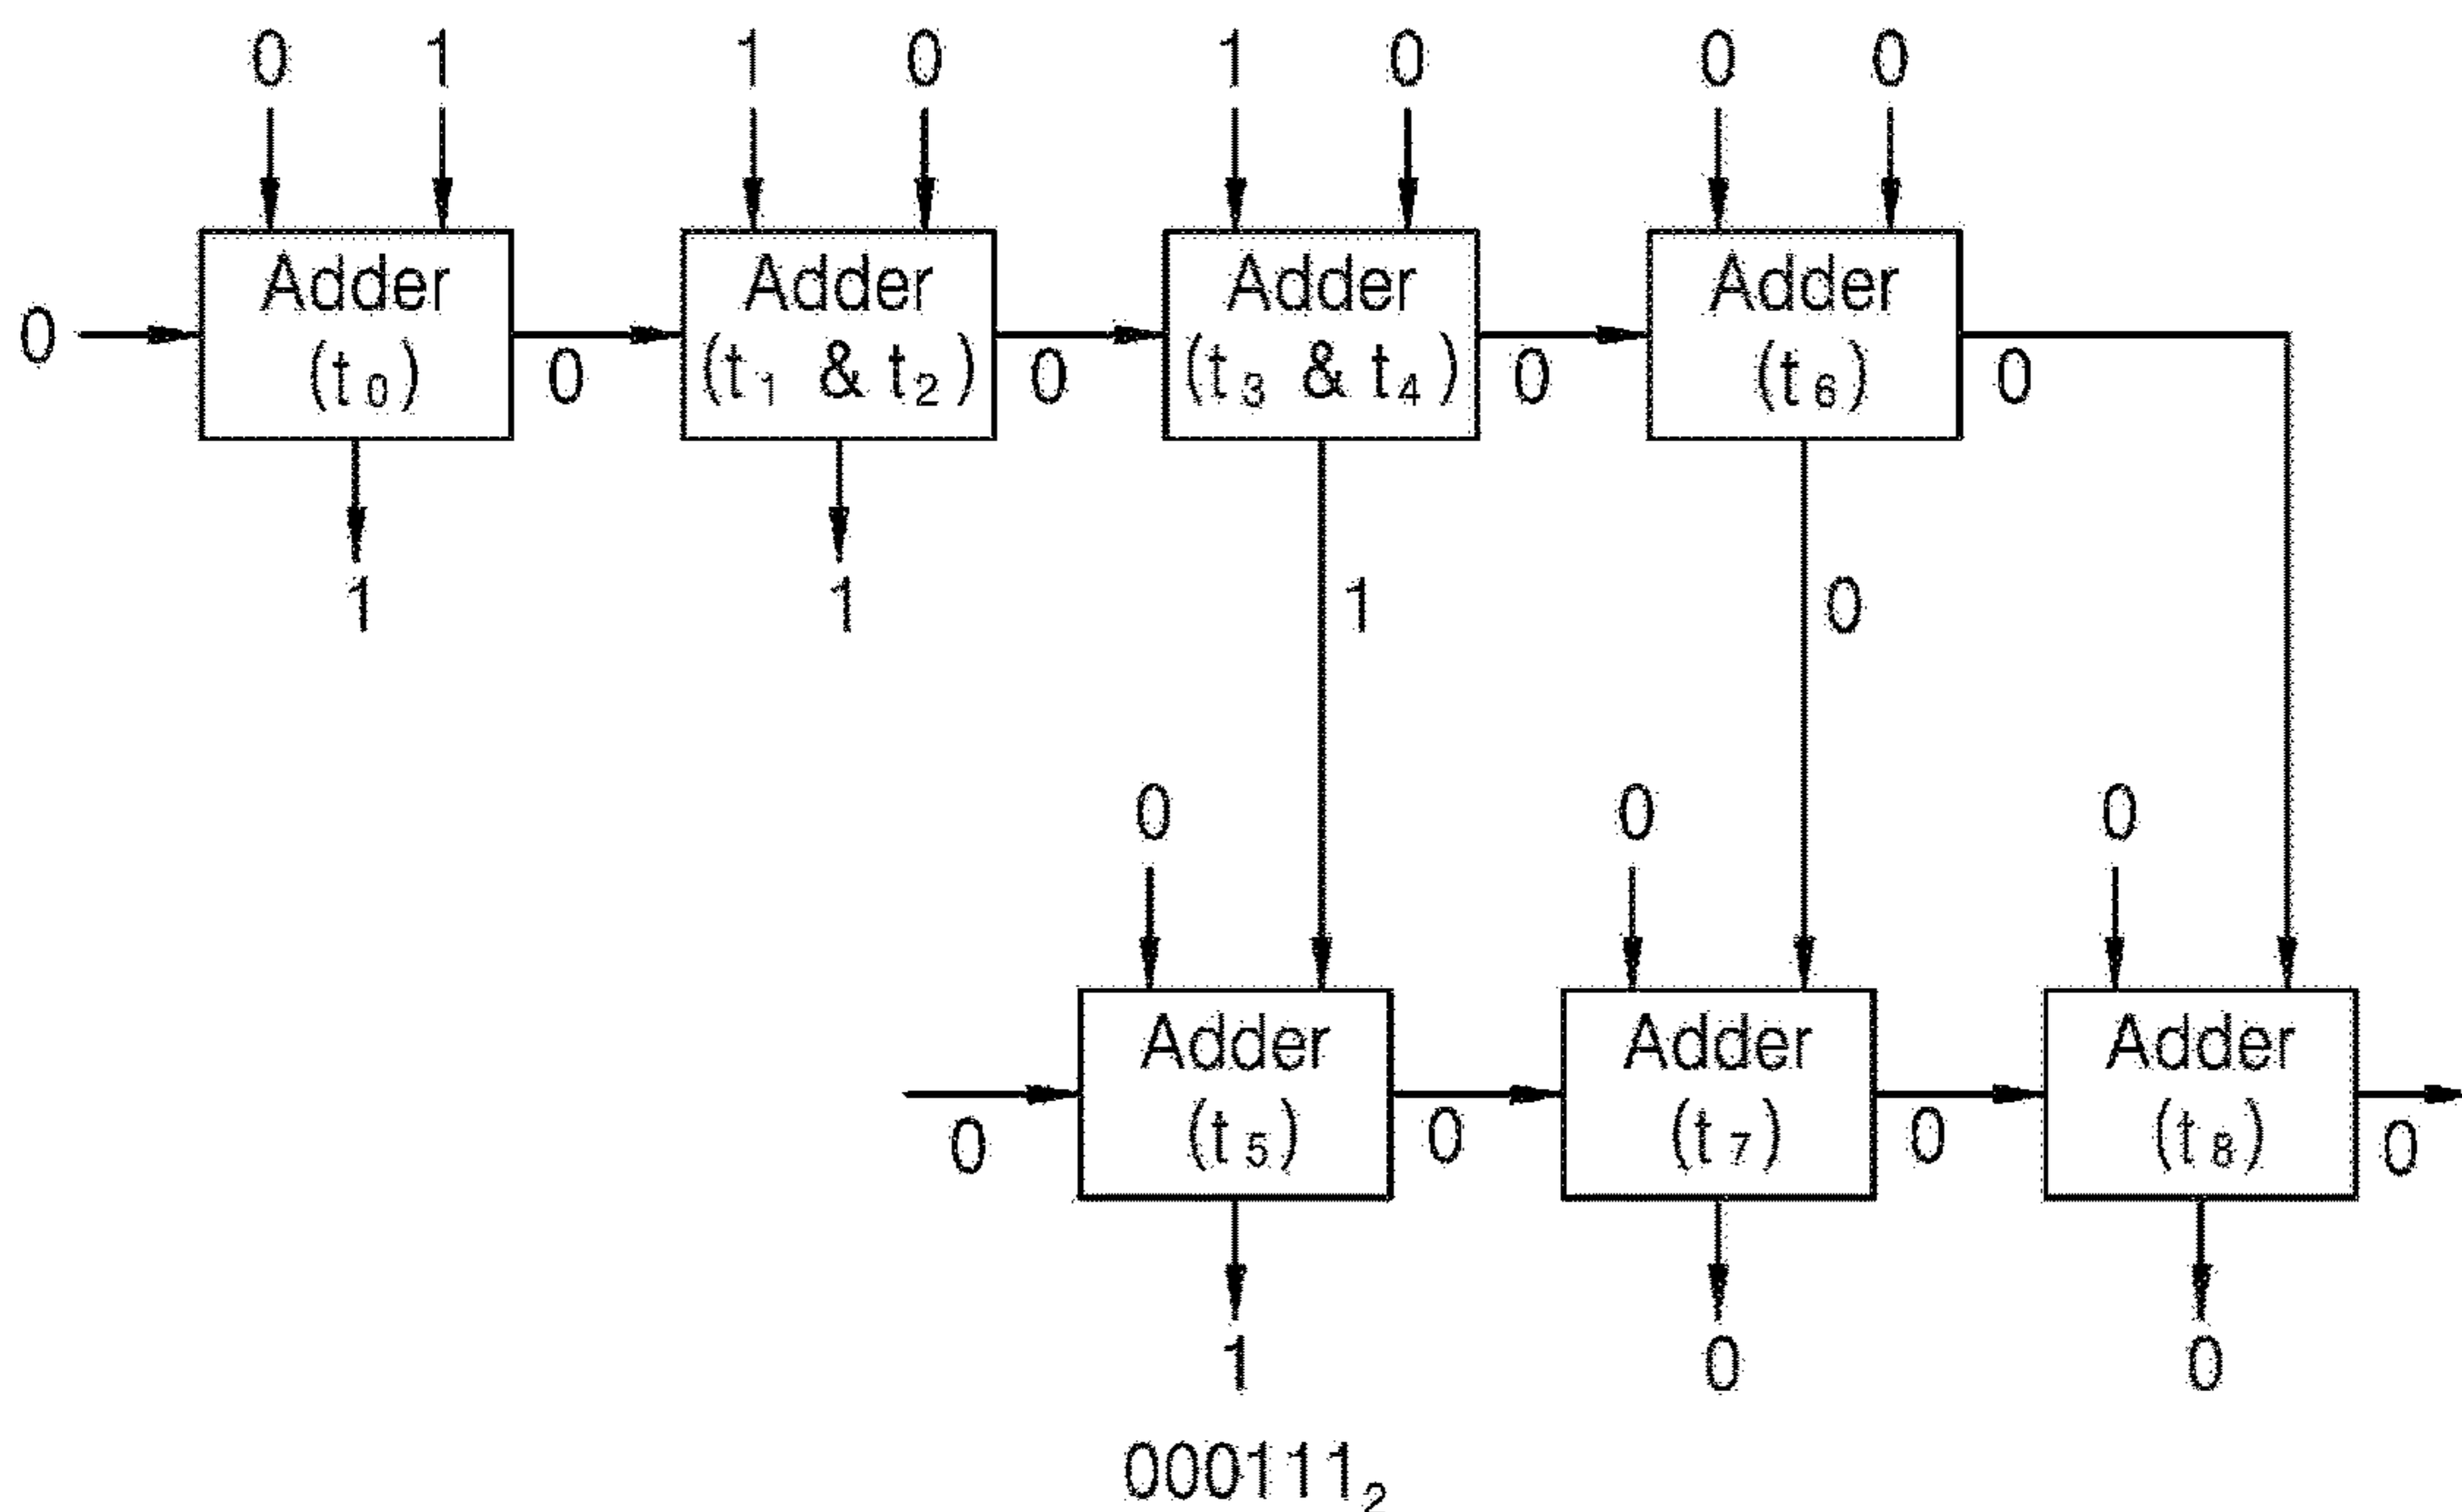 0 1 1 0 1 0 0 0
Adder Adder Adder Adder
0 (t₀) 0 (t₁ & t₂) 0 (t₃ & t₄) 0 (t₆) 0
1 1 1 0
0 0 0
Adder Adder Adder
0 (t₅) 0 (t₇) 0 (t₈) 0
1 0 0
000111₂